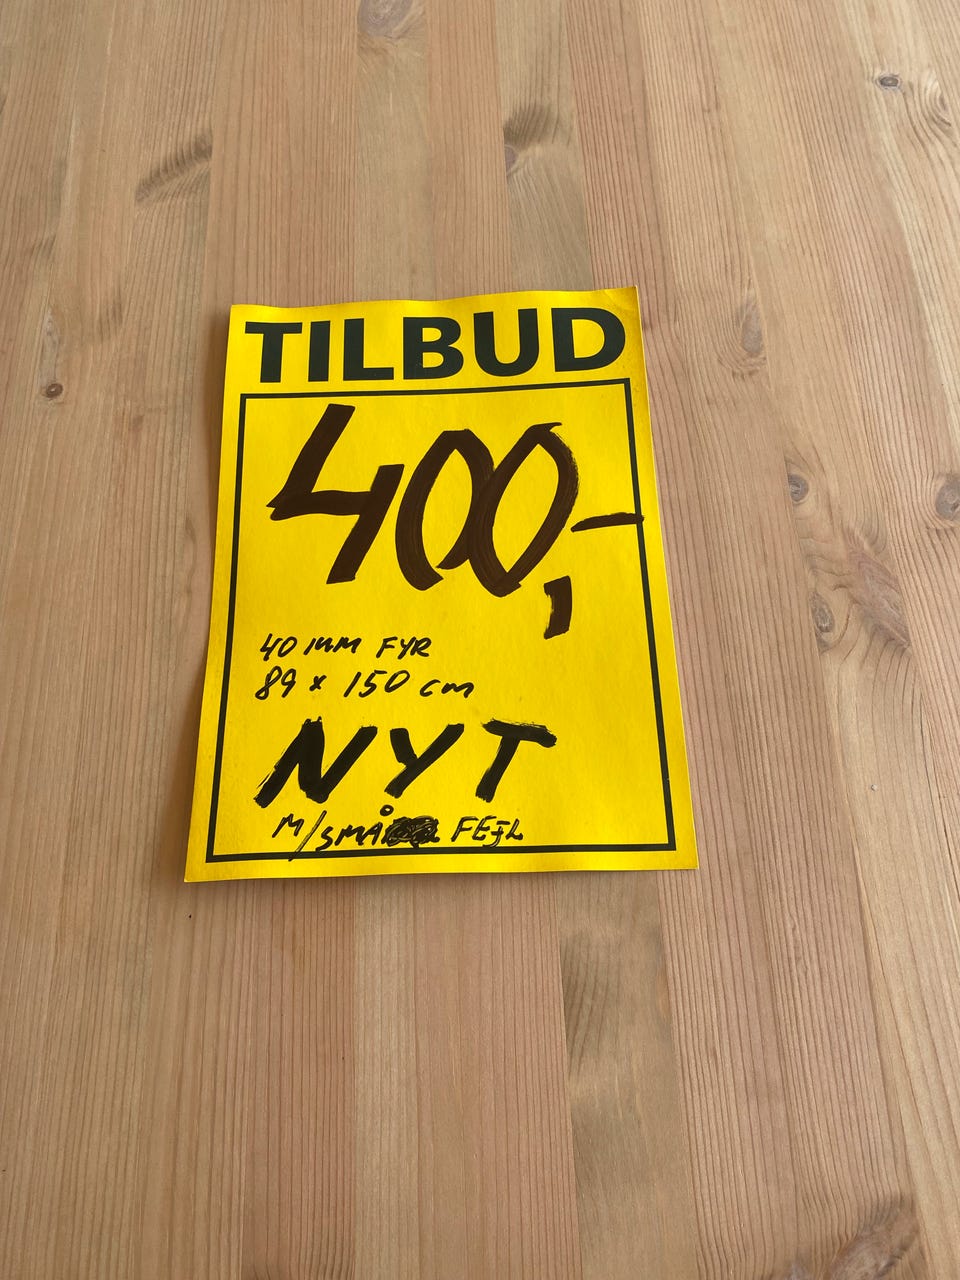 TILBUD
400,-
40 mm FYR
89 x 150 cm
NYT
M/SMÅ FEJL